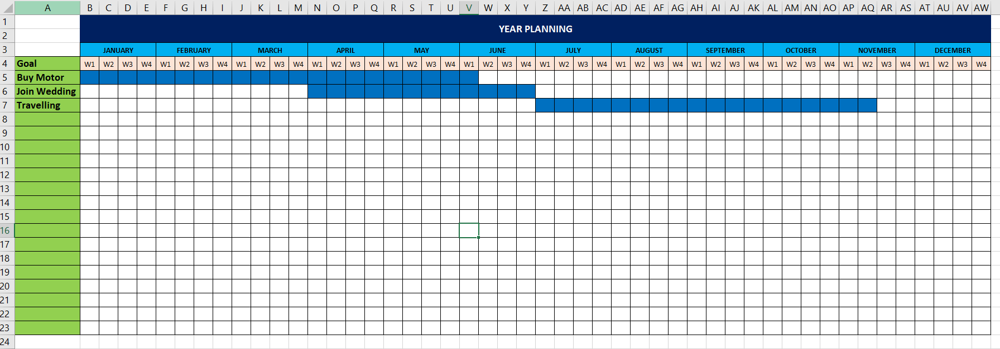 A B C D E F G H I J K L M N O P Q R S T U V W X Y Z AA AB AC AD AE AF AG AH AI AJ AK AL AM AN AO AP AQ AR AS AT AU AV AW
1
YEAR PLANNING
2
3 JANUARY FEBRUARY MARCH APRIL MAY JUNE JULY AUGUST SEPTEMBER OCTOBER NOVEMBER DECEMBER
4 Goal W1 W2 W3 W4 W1 W2 W3 W4 W1 W2 W3 W4 W1 W2 W3 W4 W1 W2 W3 W4 W1 W2 W3 W4 W1 W2 W3 W4 W1 W2 W3 W4 W1 W2 W3 W4 W1 W2 W3 W4 W1 W2 W3 W4 W1 W2 W3 W4
5 Buy Motor
6 Join Wedding
7 Travelling
8
9
10
11
12
13
14
15
16
17
18
19
20
21
22
23
24